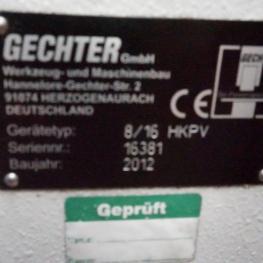 GECHTER GmbH
Werkzeug- und Maschinenbau
Hannelore-Gechter-Str. 2
91074 HERZOGENAURACH
DEUTSCHLAND
CE
GECHTER
Gerätetyp: 8/16 HKPV
Seriennr.: 16381
Baujahr: 2012
Geprüft